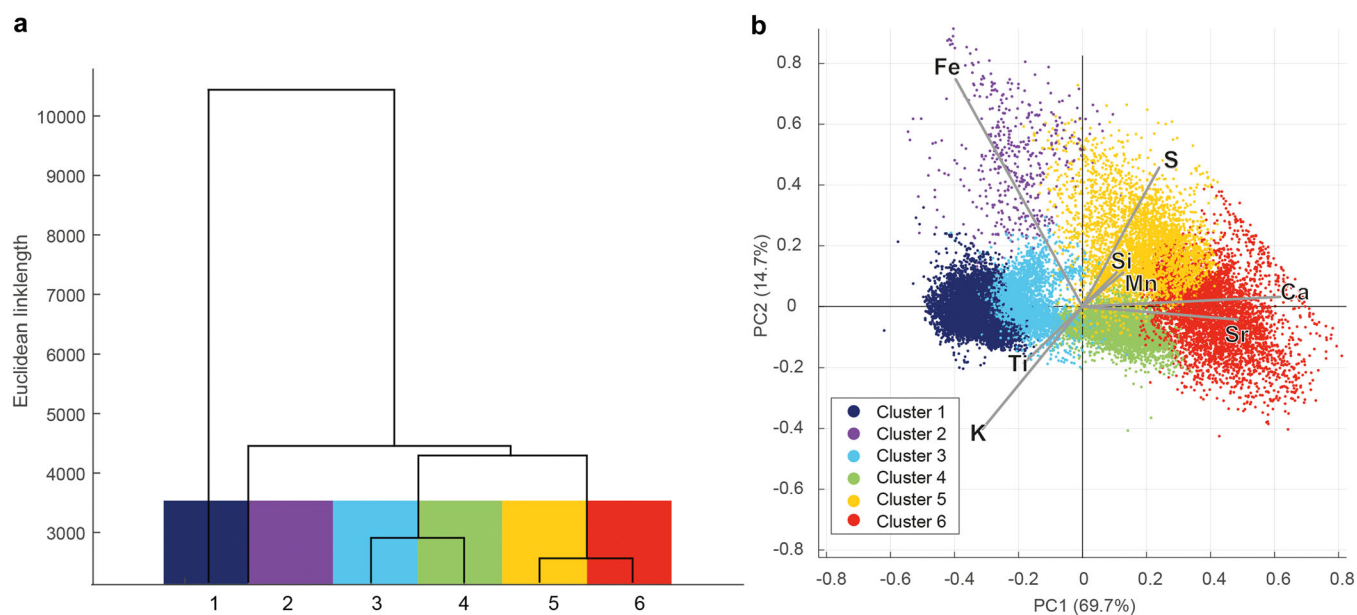 a
Euclidean linklength
10000
9000
8000
7000
6000
5000
4000
3000
1 2 3 4 5 6
b
PC2 (14.7%)
0.8
0.6
0.4
0.2
0
-0.2
-0.4
-0.6
-0.8
Fe
S
Si
Mn
Ca
Sr
Ti
K
Cluster 1
Cluster 2
Cluster 3
Cluster 4
Cluster 5
Cluster 6
-0.8 -0.6 -0.4 -0.2 0 0.2 0.4 0.6 0.8
PC1 (69.7%)